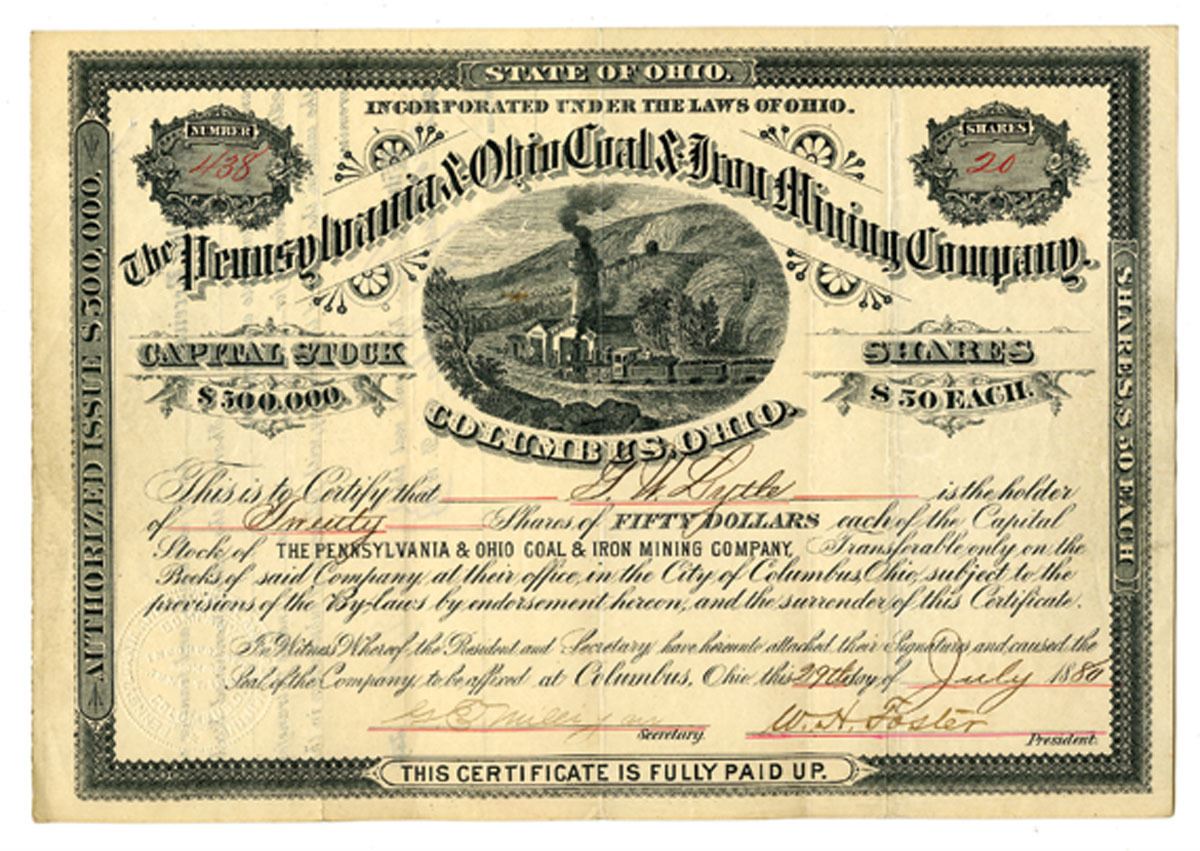 STATE OF OHIO.
INCORPORATED UNDER THE LAWS OF OHIO.
NUMBER
438
SHARES
20
The Pennsylvania & Ohio Coal & Iron Mining Company.
CAPITAL STOCK
$500,000.
SHARES
$50 EACH.
COLUMBUS, OHIO.
AUTHORIZED ISSUE $300,000.
SHARES $50 EACH
This is to Certify that G. W. Lytle is the holder
of Twenty Shares of FIFTY DOLLARS each of the Capital
Stock of THE PENNSYLVANIA & OHIO COAL & IRON MINING COMPANY, Transferable only on the
Books of said Company, at their office, in the City of Columbus, Ohio, subject to the
provisions of the By-laws by endorsement hereon, and the surrender of this Certificate.
In Witness Whereof the President and Secretary have hereunto attached their Signatures and caused the
Seal of the Company to be affixed at Columbus, Ohio this 29th day of July 1880
Secretary.
W. H. Foster
President.
THIS CERTIFICATE IS FULLY PAID UP.